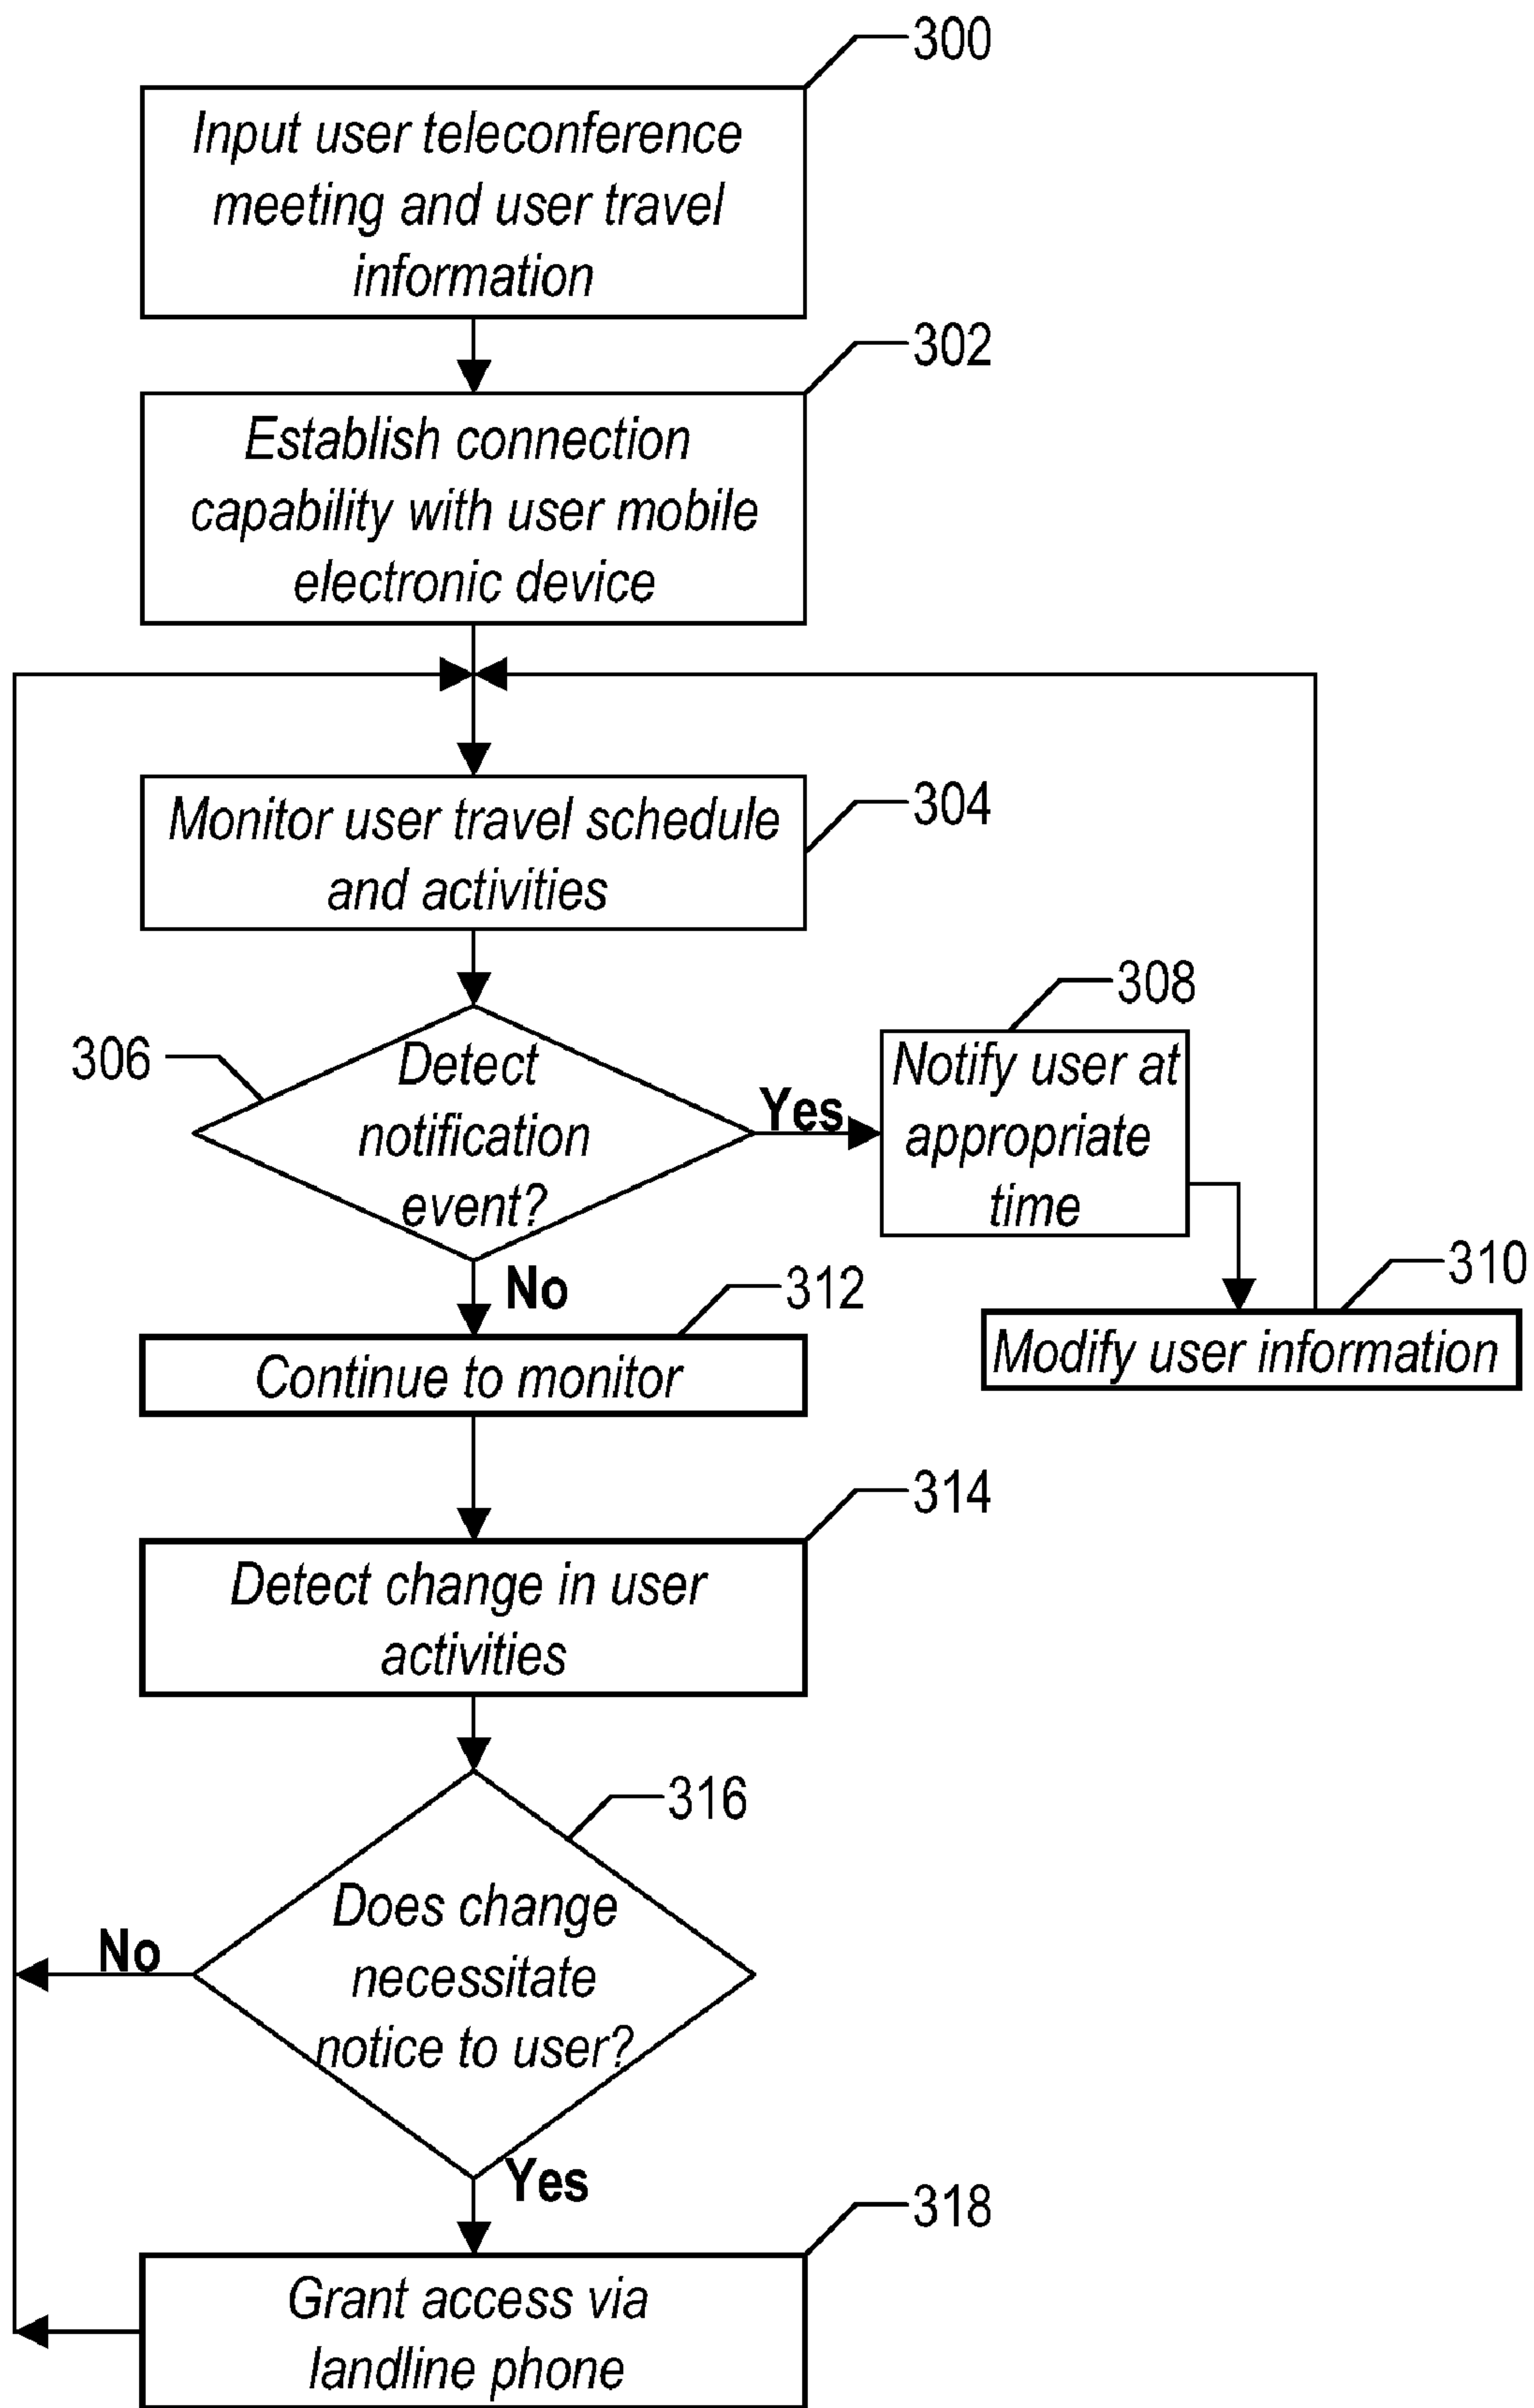 300
Input user teleconference
meeting and user travel
information
302
Establish connection
capability with user mobile
electronic device
304
Monitor user travel schedule
and activities
306
Detect
notification
event?
Yes
308
Notify user at
appropriate
time
310
Modify user information
No
312
Continue to monitor
314
Detect change in user
activities
316
Does change
necessitate
notice to user?
No
Yes
318
Grant access via
landline phone